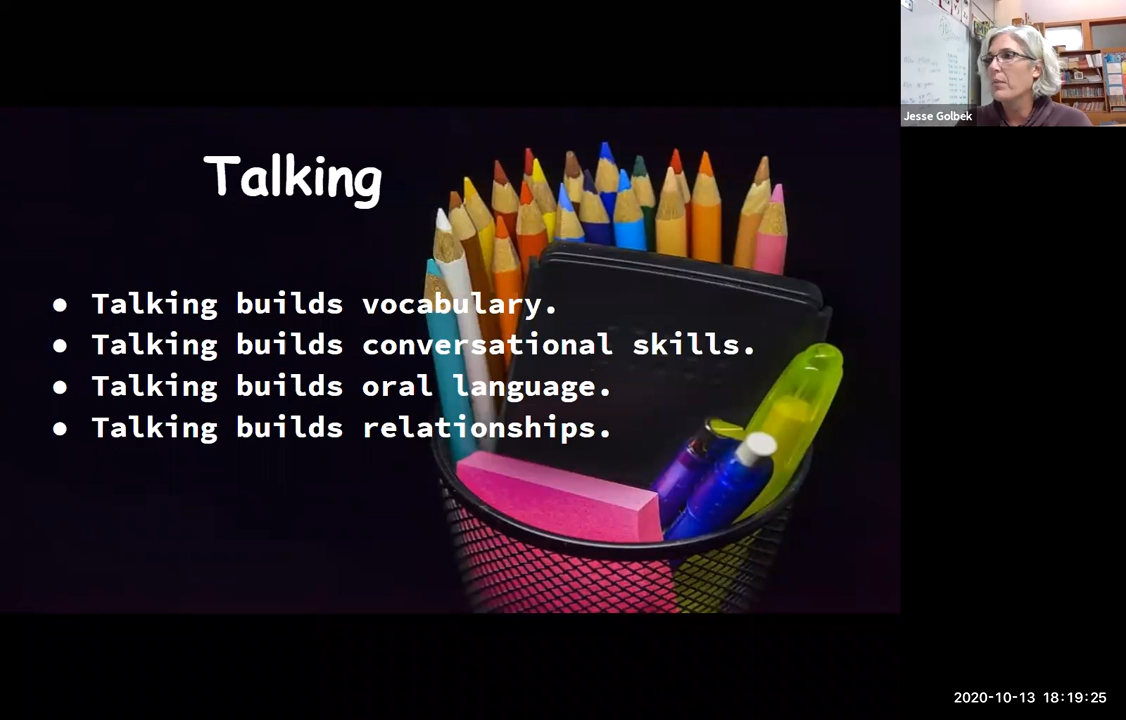 Talking
● Talking builds vocabulary.
● Talking builds conversational skills.
● Talking builds oral language.
● Talking builds relationships.
Jesse Golbek
2020-10-13 18:19:25